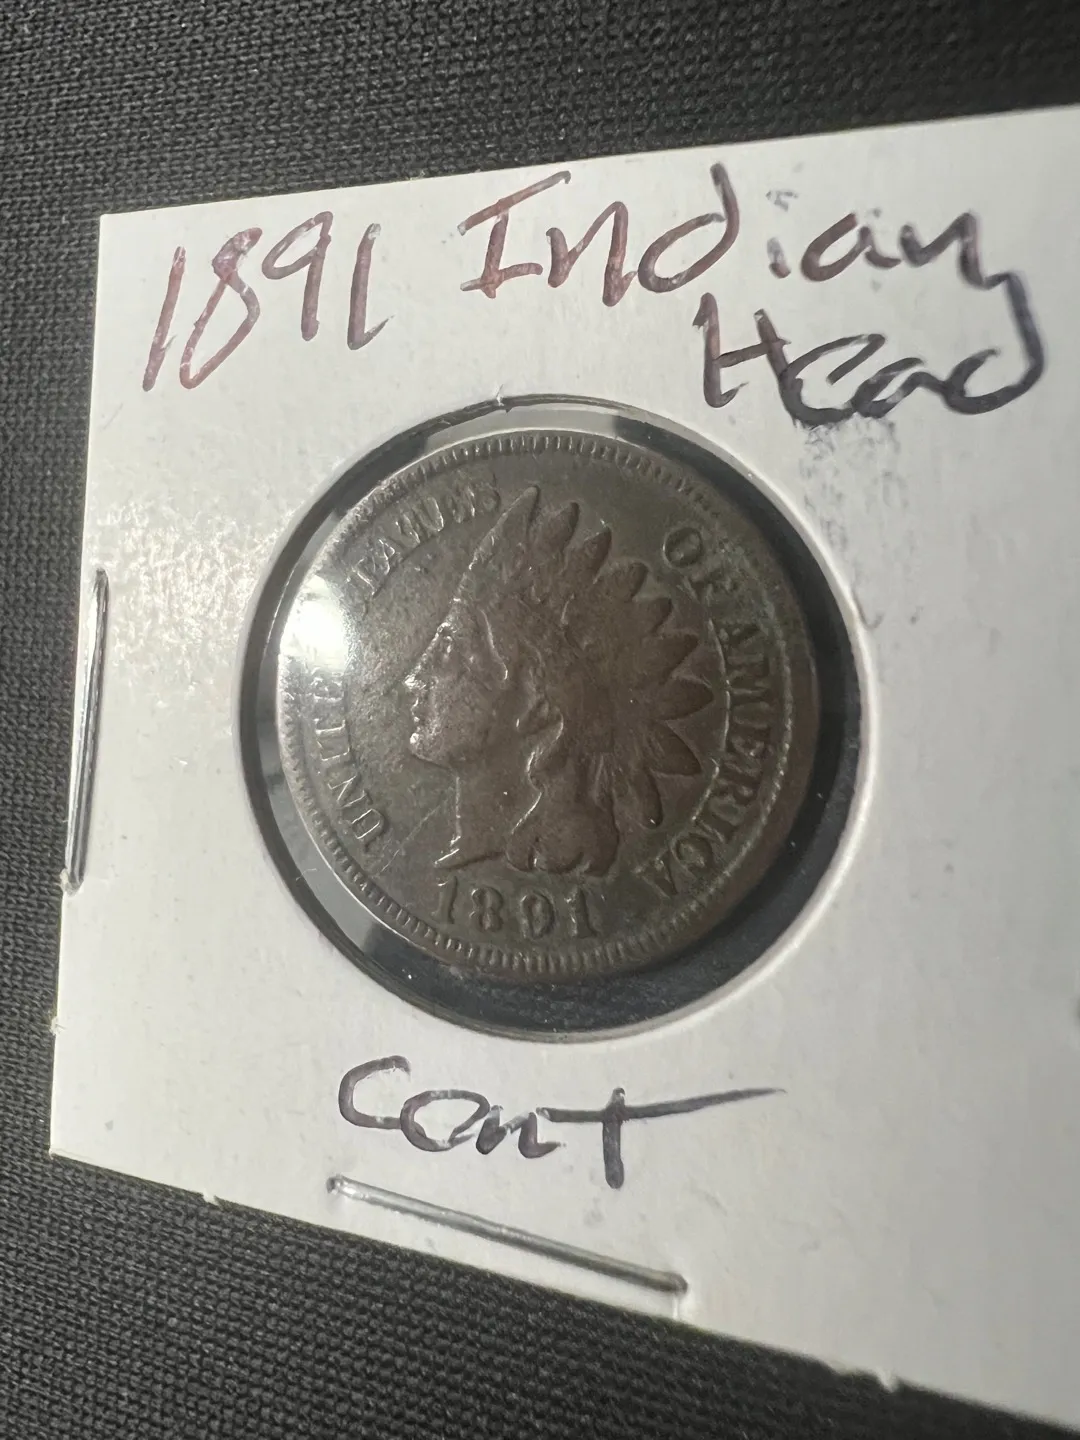 1891 Indian
Head
UNITED STATES OF AMERICA
1891
Cent